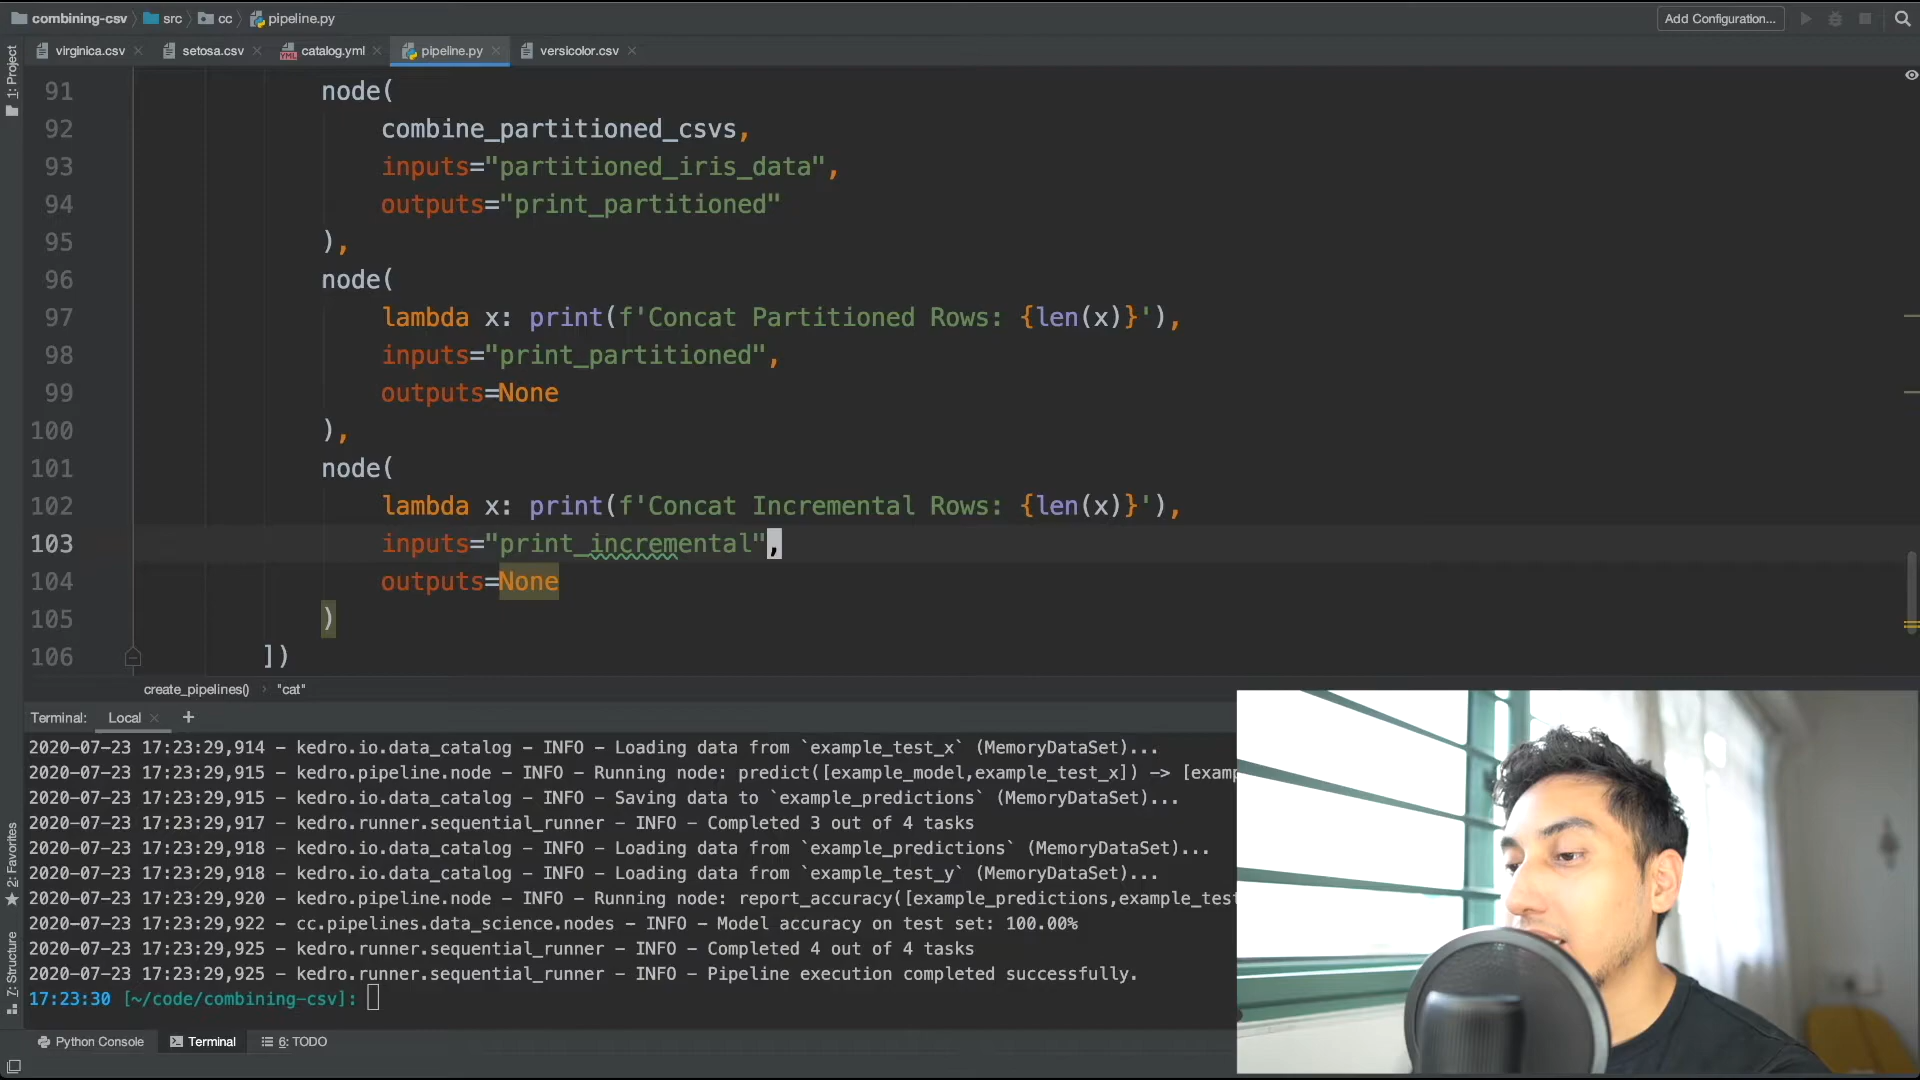 combining-csv src cc pipeline.py Add Configuration...
virginica.csv setosa.csv catalog.yml pipeline.py versicolor.csv
1: Project
91 node(
92 combine_partitioned_csvs,
93 inputs="partitioned_iris_data",
94 outputs="print_partitioned"
95 ),
96 node(
97 lambda x: print(f'Concat Partitioned Rows: {len(x)}'),
98 inputs="print_partitioned",
99 outputs=None
100 ),
101 node(
102 lambda x: print(f'Concat Incremental Rows: {len(x)}'),
103 inputs="print_incremental",
104 outputs=None
105 )
106 ])
create_pipelines() › "cat"
Terminal: Local +
2020-07-23 17:23:29,914 - kedro.io.data_catalog - INFO - Loading data from `example_test_x` (MemoryDataSet)...
2020-07-23 17:23:29,915 - kedro.pipeline.node - INFO - Running node: predict([example_model,example_test_x]) -> [examp
2020-07-23 17:23:29,915 - kedro.io.data_catalog - INFO - Saving data to `example_predictions` (MemoryDataSet)...
2020-07-23 17:23:29,917 - kedro.runner.sequential_runner - INFO - Completed 3 out of 4 tasks
2020-07-23 17:23:29,918 - kedro.io.data_catalog - INFO - Loading data from `example_predictions` (MemoryDataSet)...
2020-07-23 17:23:29,918 - kedro.io.data_catalog - INFO - Loading data from `example_test_y` (MemoryDataSet)...
2020-07-23 17:23:29,920 - kedro.pipeline.node - INFO - Running node: report_accuracy([example_predictions,example_test
2020-07-23 17:23:29,922 - cc.pipelines.data_science.nodes - INFO - Model accuracy on test set: 100.00%
2020-07-23 17:23:29,925 - kedro.runner.sequential_runner - INFO - Completed 4 out of 4 tasks
2020-07-23 17:23:29,925 - kedro.runner.sequential_runner - INFO - Pipeline execution completed successfully.
17:23:30 [~/code/combining-csv]:
2: Favorites
7: Structure
Python Console Terminal 6: TODO